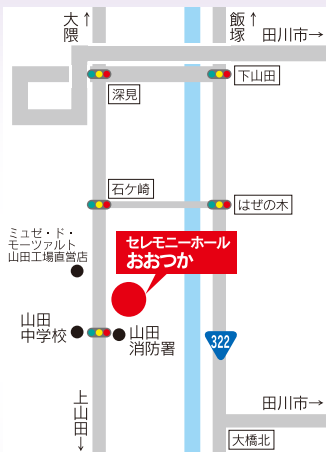 大隈↑
飯塚↑
田川市→
深見
下山田
石ケ崎
はぜの木
ミュゼ・ド・
モーツァルト
山田工場直営店
セレモニーホール
おおつか
山田
中学校
山田
消防署
322
上山田↓
田川市→
大橋北